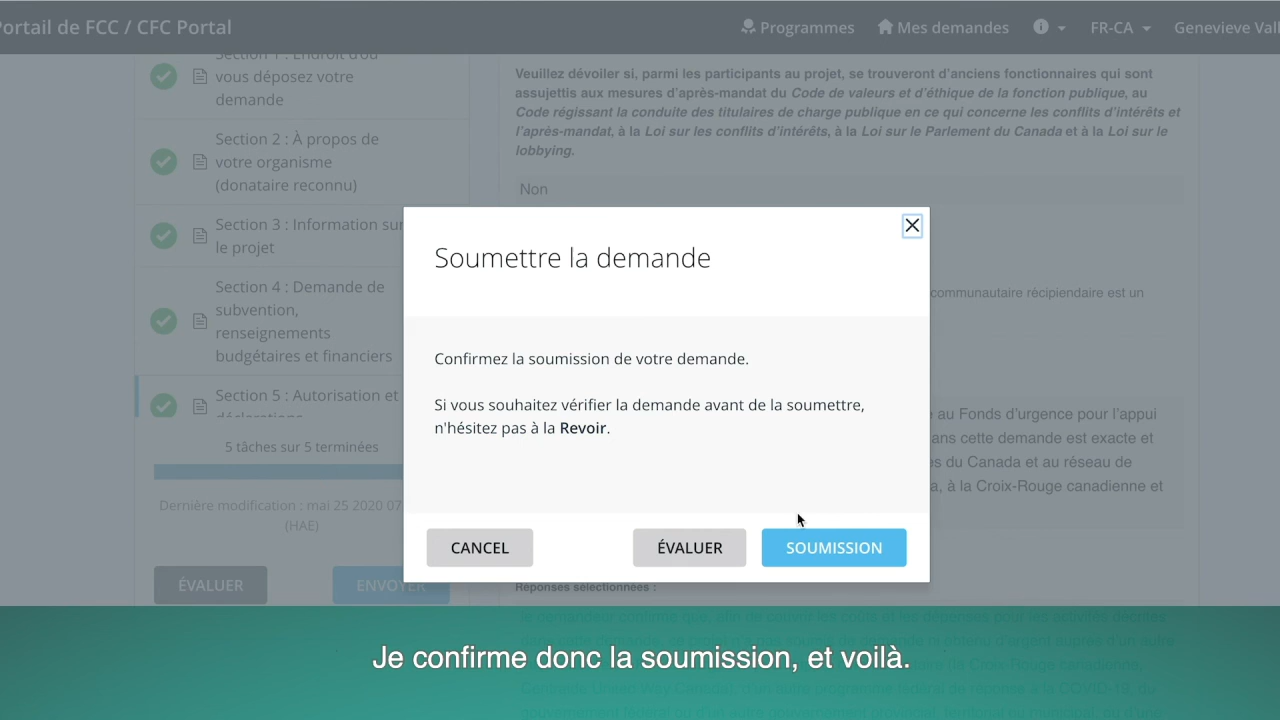 Portail de FCC / CFC Portal
Programmes
Mes demandes
FR-CA
Genevieve Vall
Section 1 : Endroit d'où
vous déposez votre
demande
Section 2 : À propos de
votre organisme
(donataire reconnu)
Section 3 : Information sur
le projet
Section 4 : Demande de
subvention,
renseignements
budgétaires et financiers
Section 5 : Autorisation et
déclarations
5 tâches sur 5 terminées
Dernière modification : mai 25 2020 07
(HAE)
ÉVALUER
ENVOYER
Veuillez dévoiler si, parmi les participants au projet, se trouveront d'anciens fonctionnaires qui sont
assujettis aux mesures d'après-mandat du Code de valeurs et d'éthique de la fonction publique, au
Code régissant la conduite des titulaires de charge publique en ce qui concerne les conflits d'intérêts et
l'après-mandat, à la Loi sur les conflits d'intérêts, à la Loi sur le Parlement du Canada et à la Loi sur le
lobbying.
Non
communautaire récipiendaire est un
e au Fonds d'urgence pour l'appui
ans cette demande est exacte et
es du Canada et au réseau de
a, à la Croix-Rouge canadienne et
Réponses sélectionnées :
Soumettre la demande
Confirmez la soumission de votre demande.
Si vous souhaitez vérifier la demande avant de la soumettre,
n'hésitez pas à la Revoir.
CANCEL
ÉVALUER
SOUMISSION
Je confirme donc la soumission, et voilà.